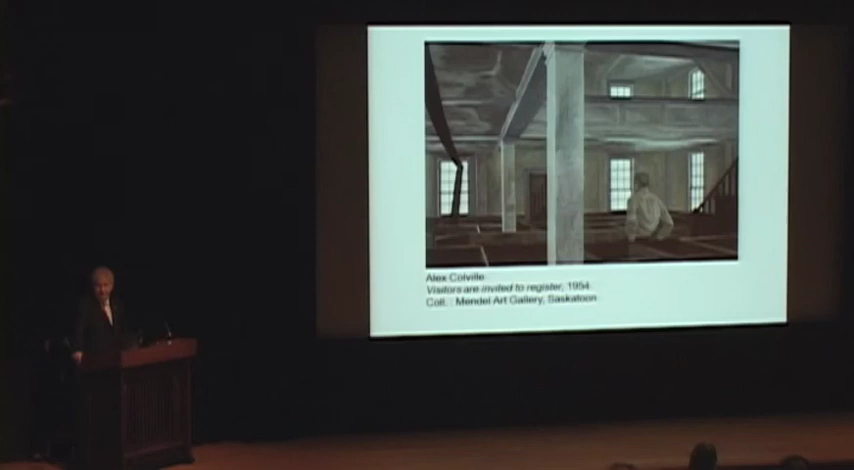 Alex Colville
Visitors are invited to register, 1954
Coll. : Mendel Art Gallery, Saskatoon